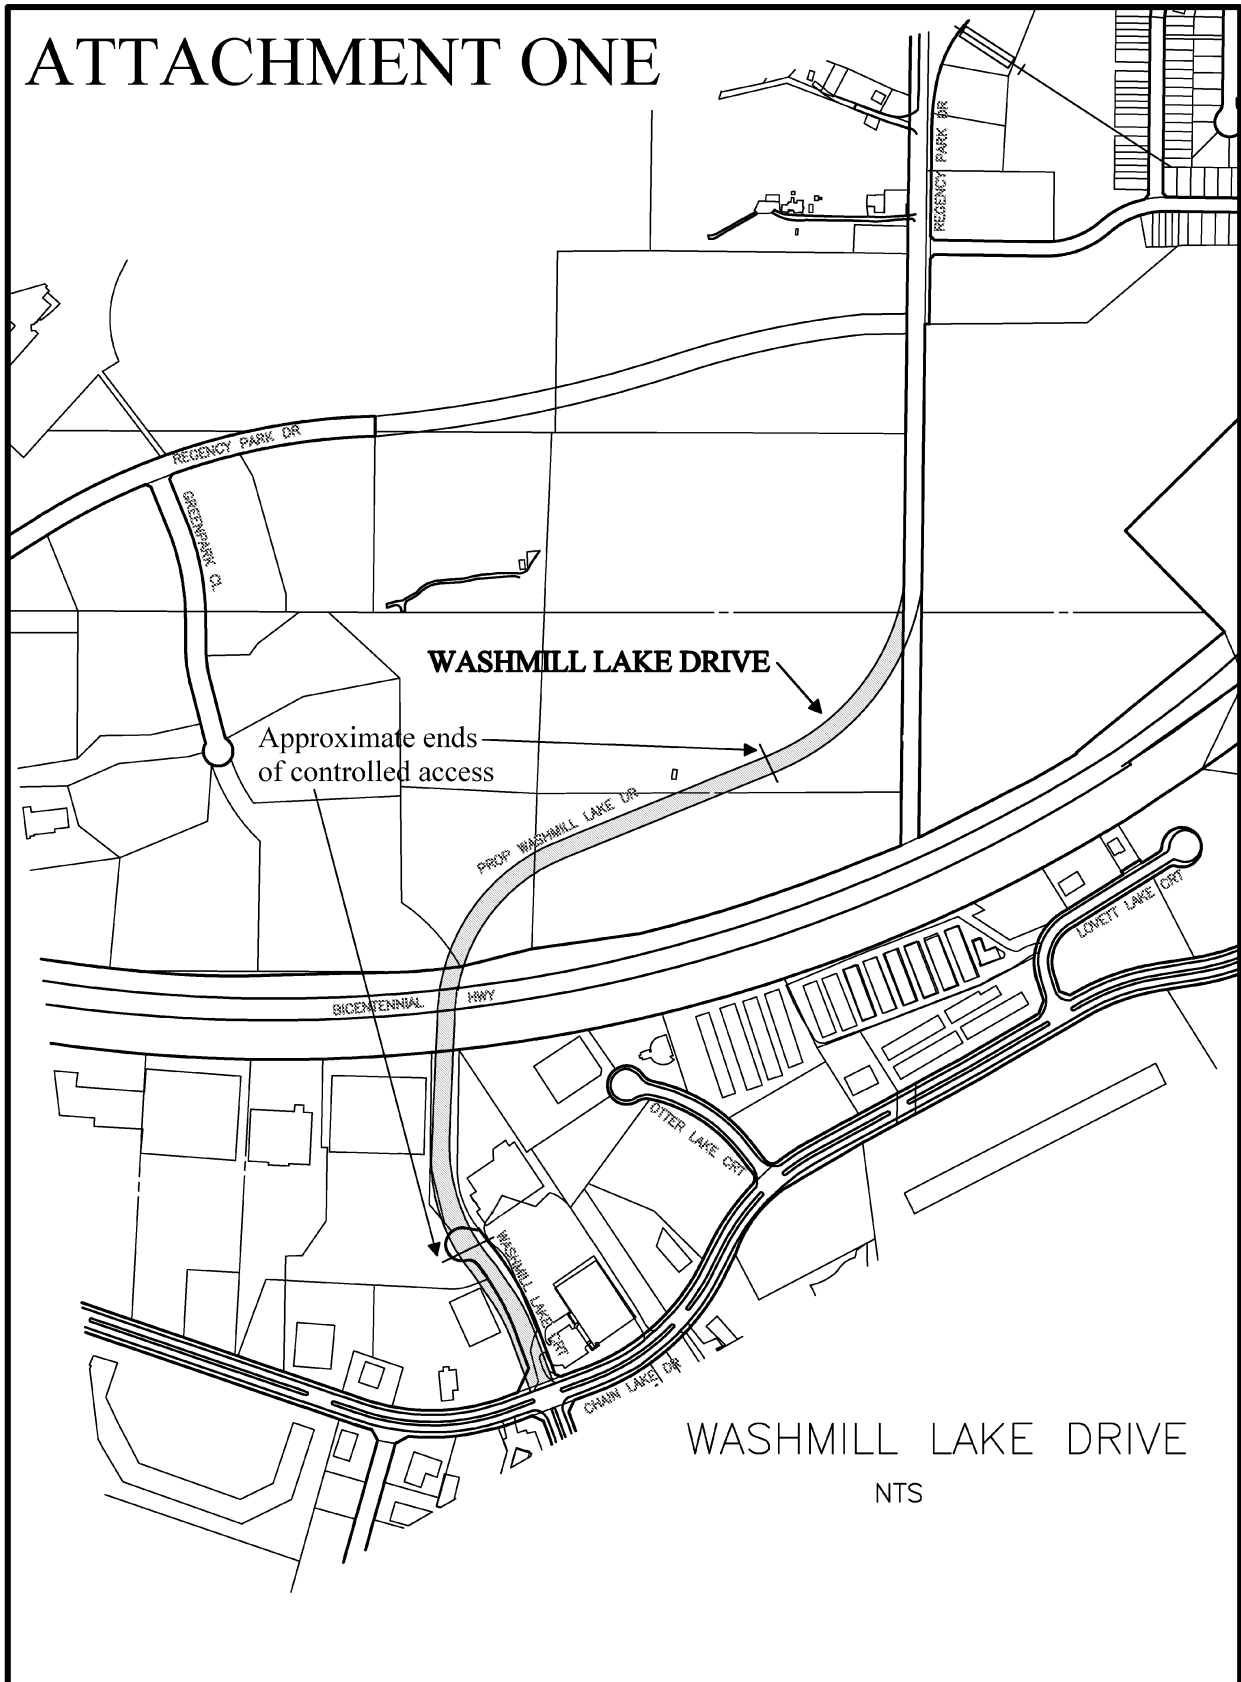 ATTACHMENT ONE
REGENCY PARK DR
REGENCY PARK DR
GREENPARK CL
WASHMILL LAKE DRIVE
Approximate ends
of controlled access
PROP WASHMILL LAKE DR
LOVETT LAKE CRT
BICENTENNIAL HWY
OTTER LAKE CRT
WASHMILL LAKE CRT
CHAIN LAKE DR
WASHMILL LAKE DRIVE
NTS